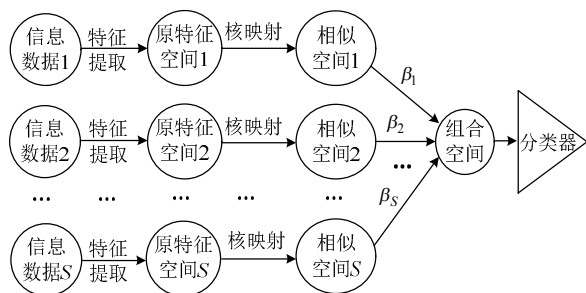 信息
数据1
特征
提取
原特征
空间1
核映射
相似
空间1
β1
信息
数据2
特征
提取
原特征
空间2
核映射
相似
空间2
β2
...
组合
空间
分类器
... ... ... ... ...
信息
数据S
特征
提取
原特征
空间S
核映射
相似
空间S
βS